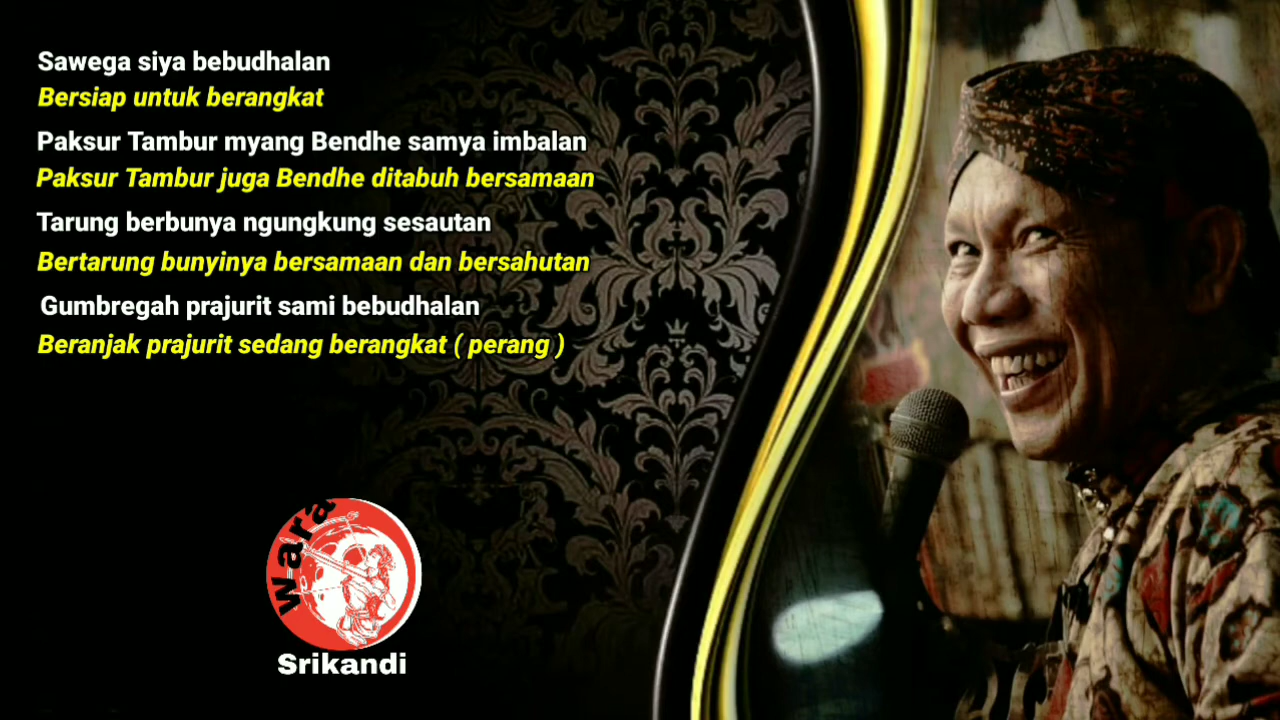 Sawega siya bebudhalan
Bersiap untuk berangkat
Paksur Tambur myang Bendhe samya imbalan
Paksur Tambur juga Bendhe ditabuh bersamaan
Tarung berbunya ngungkung sesautan
Bertarung bunyinya bersamaan dan bersahutan
Gumbregah prajurit sami bebudhalan
Beranjak prajurit sedang berangkat ( perang )
Wara
Srikandi